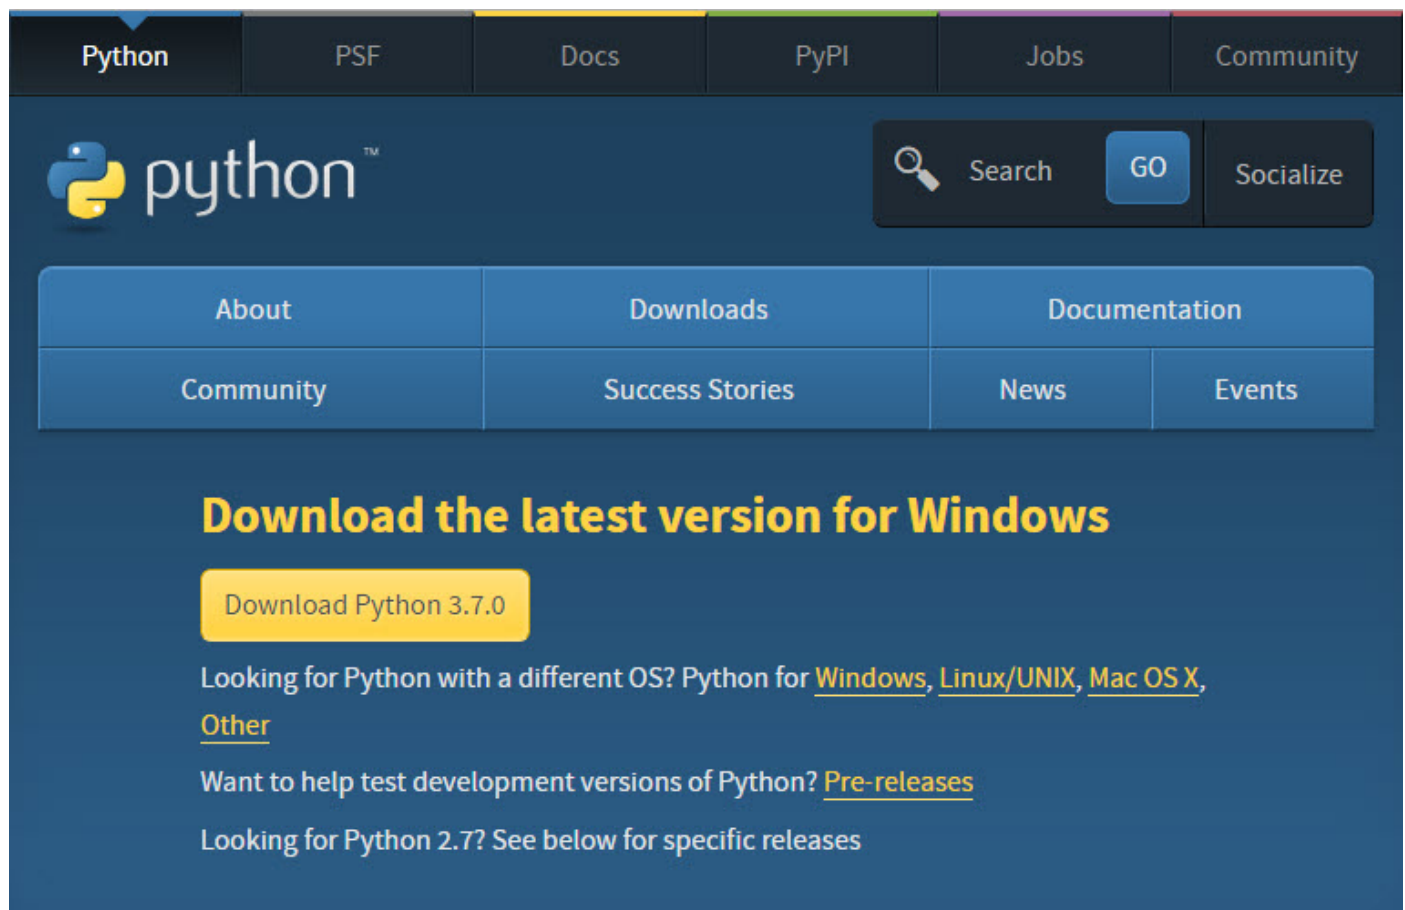 Python PSF Docs PyPI Jobs Community
python™
Search GO Socialize
About Downloads Documentation
Community Success Stories News Events
Download the latest version for Windows
Download Python 3.7.0
Looking for Python with a different OS? Python for Windows, Linux/UNIX, Mac OS X,
Other
Want to help test development versions of Python? Pre-releases
Looking for Python 2.7? See below for specific releases